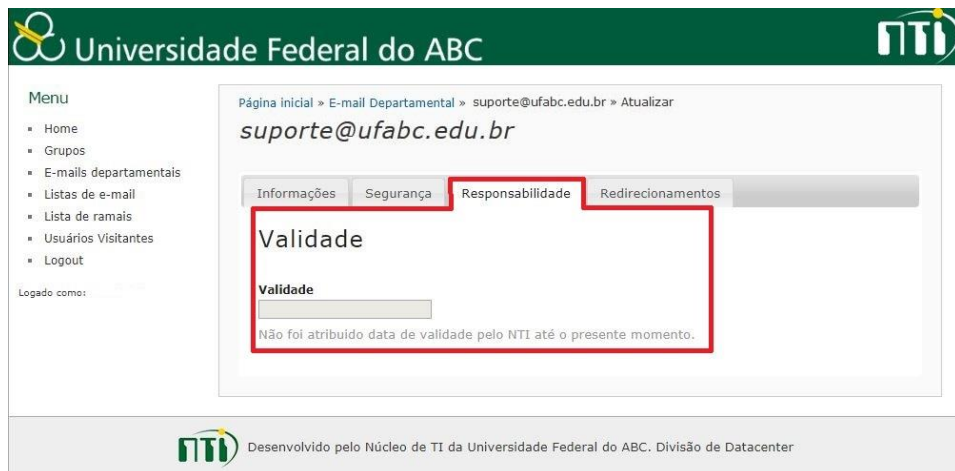 Universidade Federal do ABC
NTI
Menu
Home
Grupos
E-mails departamentais
Listas de e-mail
Lista de ramais
Usuários Visitantes
Logout
Logado como:
Página inicial » E-mail Departamental » suporte@ufabc.edu.br » Atualizar
suporte@ufabc.edu.br
Informações Segurança Responsabilidade Redirecionamentos
Validade
Validade
Não foi atribuido data de validade pelo NTI até o presente momento.
NTI Desenvolvido pelo Núcleo de TI da Universidade Federal do ABC. Divisão de Datacenter